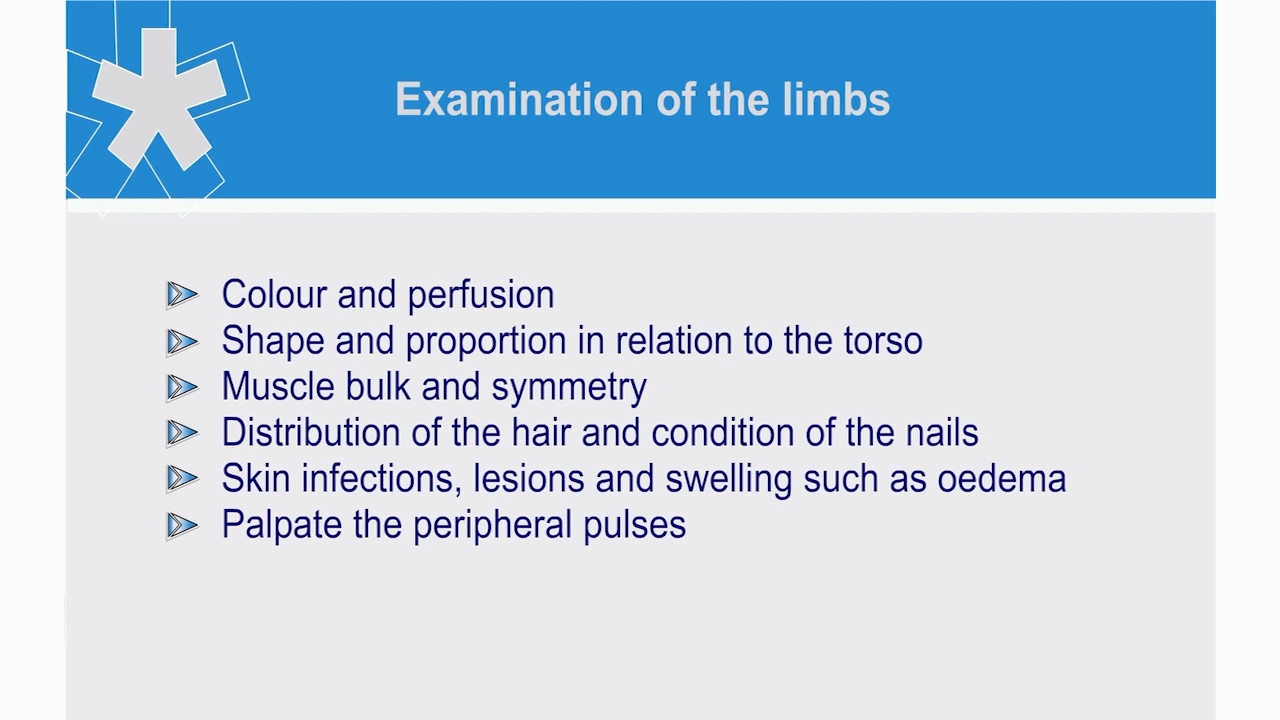 Examination of the limbs
Colour and perfusion
Shape and proportion in relation to the torso
Muscle bulk and symmetry
Distribution of the hair and condition of the nails
Skin infections, lesions and swelling such as oedema
Palpate the peripheral pulses